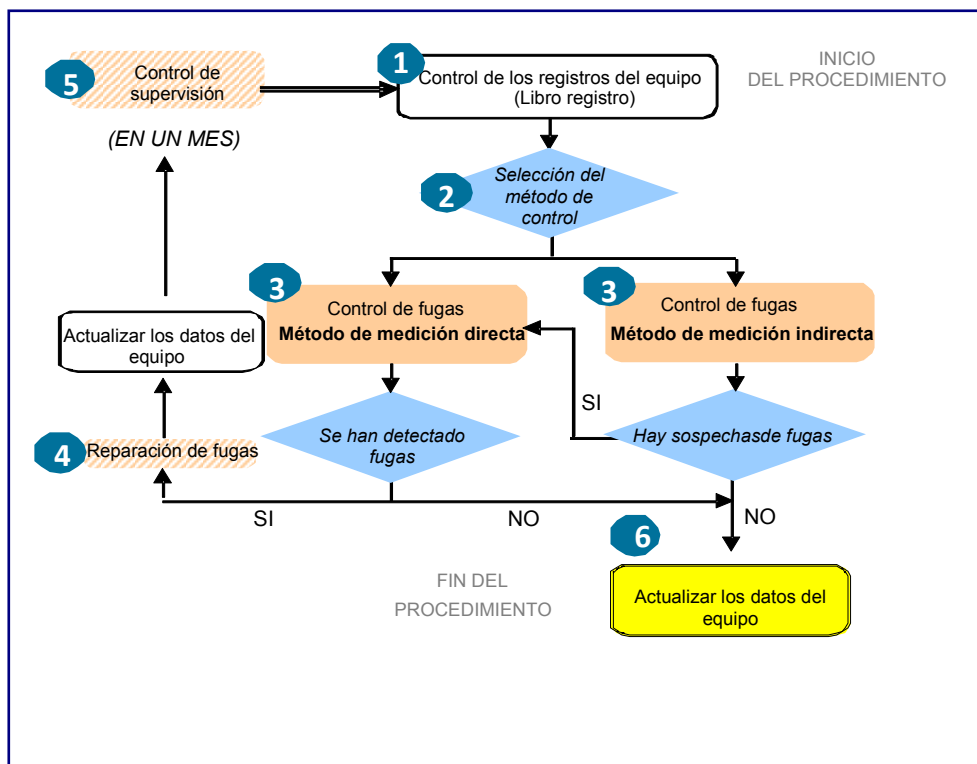 INICIO
DEL PROCEDIMIENTO
1
Control de los registros del equipo
(Libro registro)
5
Control de
supervisión
(EN UN MES)
2
Selección del
método de
control
3
Control de fugas
Método de medición directa
3
Control de fugas
Método de medición indirecta
Actualizar los datos del
equipo
SI
Se han detectado
fugas
Hay sospechasde fugas
4
Reparación de fugas
SI
NO
NO
6
FIN DEL
PROCEDIMIENTO
Actualizar los datos del
equipo